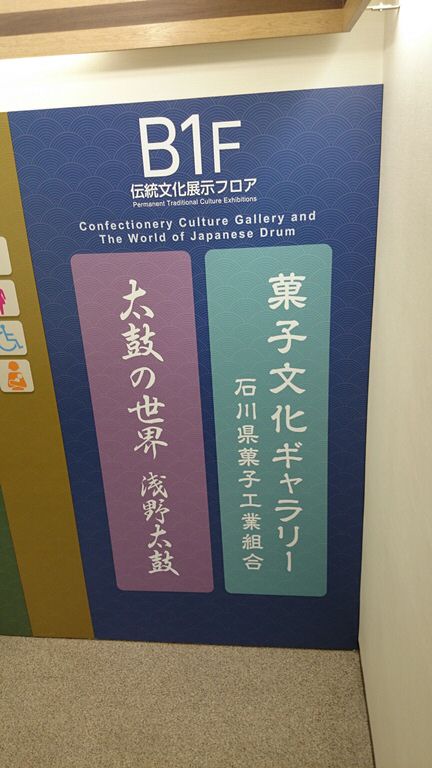 B1F
伝統文化展示フロア
Permanent Traditional Culture Exhibitions
Confectionery Culture Gallery and
The World of Japanese Drum
菓子文化ギャラリー
石川県菓子工業組合
太鼓の世界 浅野太鼓